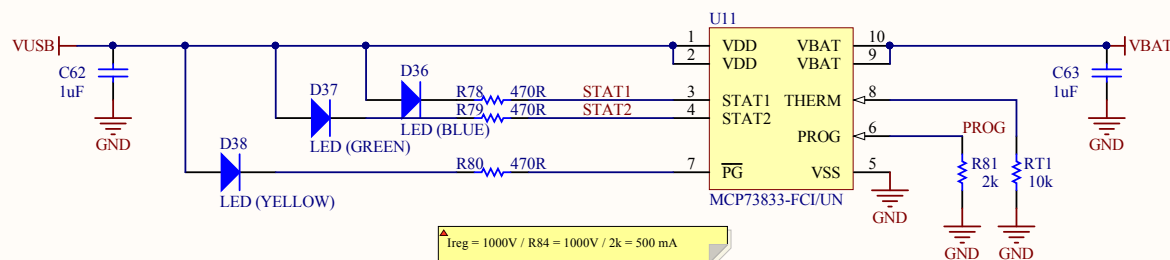 U11
VUSB
1
VDD
VBAT
10
VBAT
2
VDD
VBAT
9
C62
1uF
D36
D37
R78
470R
STAT1
3
STAT1
THERM
8
C63
1uF
R79
470R
STAT2
4
STAT2
LED (BLUE)
GND
GND
LED (GREEN)
PROG
6
PROG
D38
R80
470R
7
PG
VSS
5
R81
2k
RT1
10k
LED (YELLOW)
MCP73833-FCI/UN
GND
GND
GND
Ireg = 1000V / R84 = 1000V / 2k = 500 mA